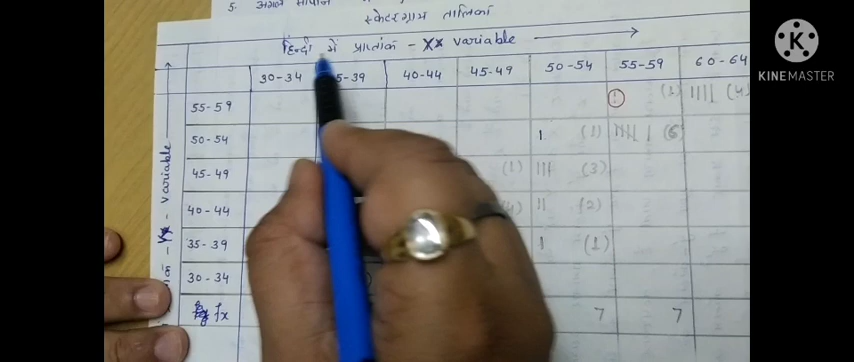 5. अगले सोपान
स्केटरग्राम तालिका
हिन्दी में प्राप्तांक - X variable
30-34 5-39 40-44 45-49 50-54 55-59 60-64
55-59 | (1) |||| (4)
50-54 | (1) |||| | (6)
45-49 (1) ||| (3)
40-44 (4) || (2)
35-39 | (1)
30-34
fx 7 7
- variable
KINEMASTER